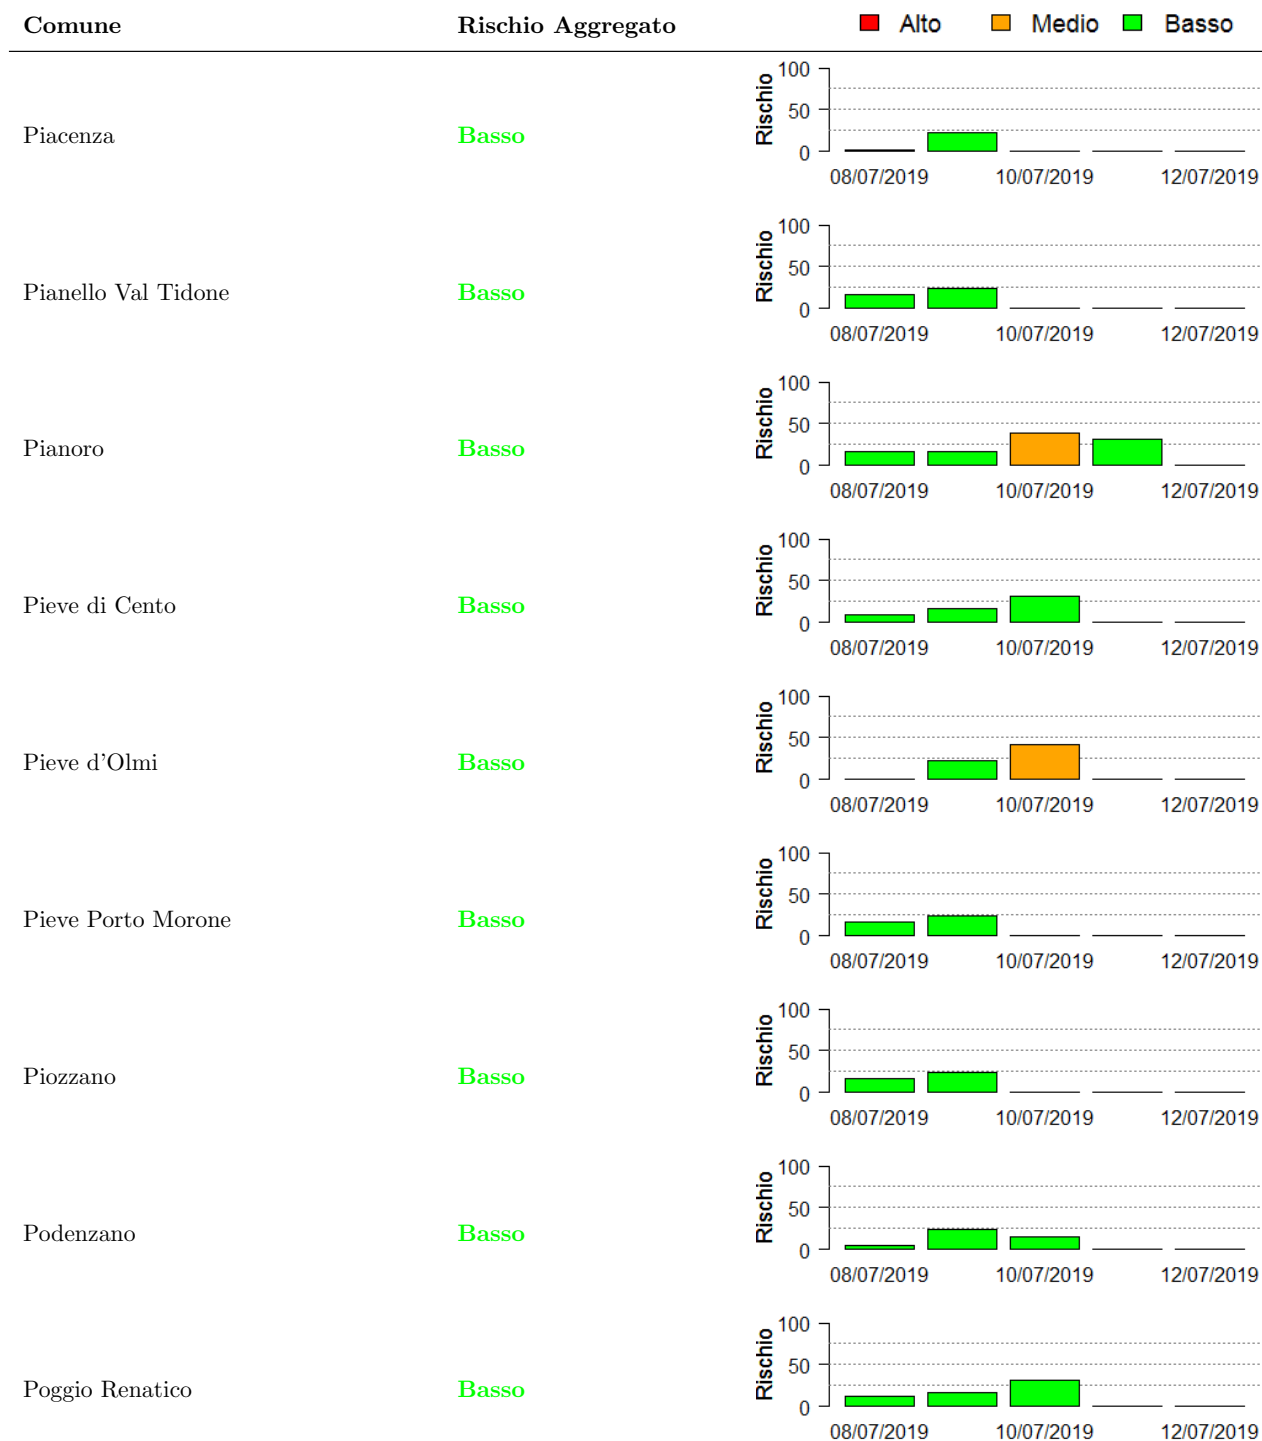 Comune Rischio Aggregato Alto Medio Basso
Piacenza Basso Rischio 100 50 0
08/07/2019 10/07/2019 12/07/2019
Pianello Val Tidone Basso Rischio 100 50 0
08/07/2019 10/07/2019 12/07/2019
Pianoro Basso Rischio 100 50 0
08/07/2019 10/07/2019 12/07/2019
Pieve di Cento Basso Rischio 100 50 0
08/07/2019 10/07/2019 12/07/2019
Pieve d'Olmi Basso Rischio 100 50 0
08/07/2019 10/07/2019 12/07/2019
Pieve Porto Morone Basso Rischio 100 50 0
08/07/2019 10/07/2019 12/07/2019
Piozzano Basso Rischio 100 50 0
08/07/2019 10/07/2019 12/07/2019
Podenzano Basso Rischio 100 50 0
08/07/2019 10/07/2019 12/07/2019
Poggio Renatico Basso Rischio 100 50 0
08/07/2019 10/07/2019 12/07/2019